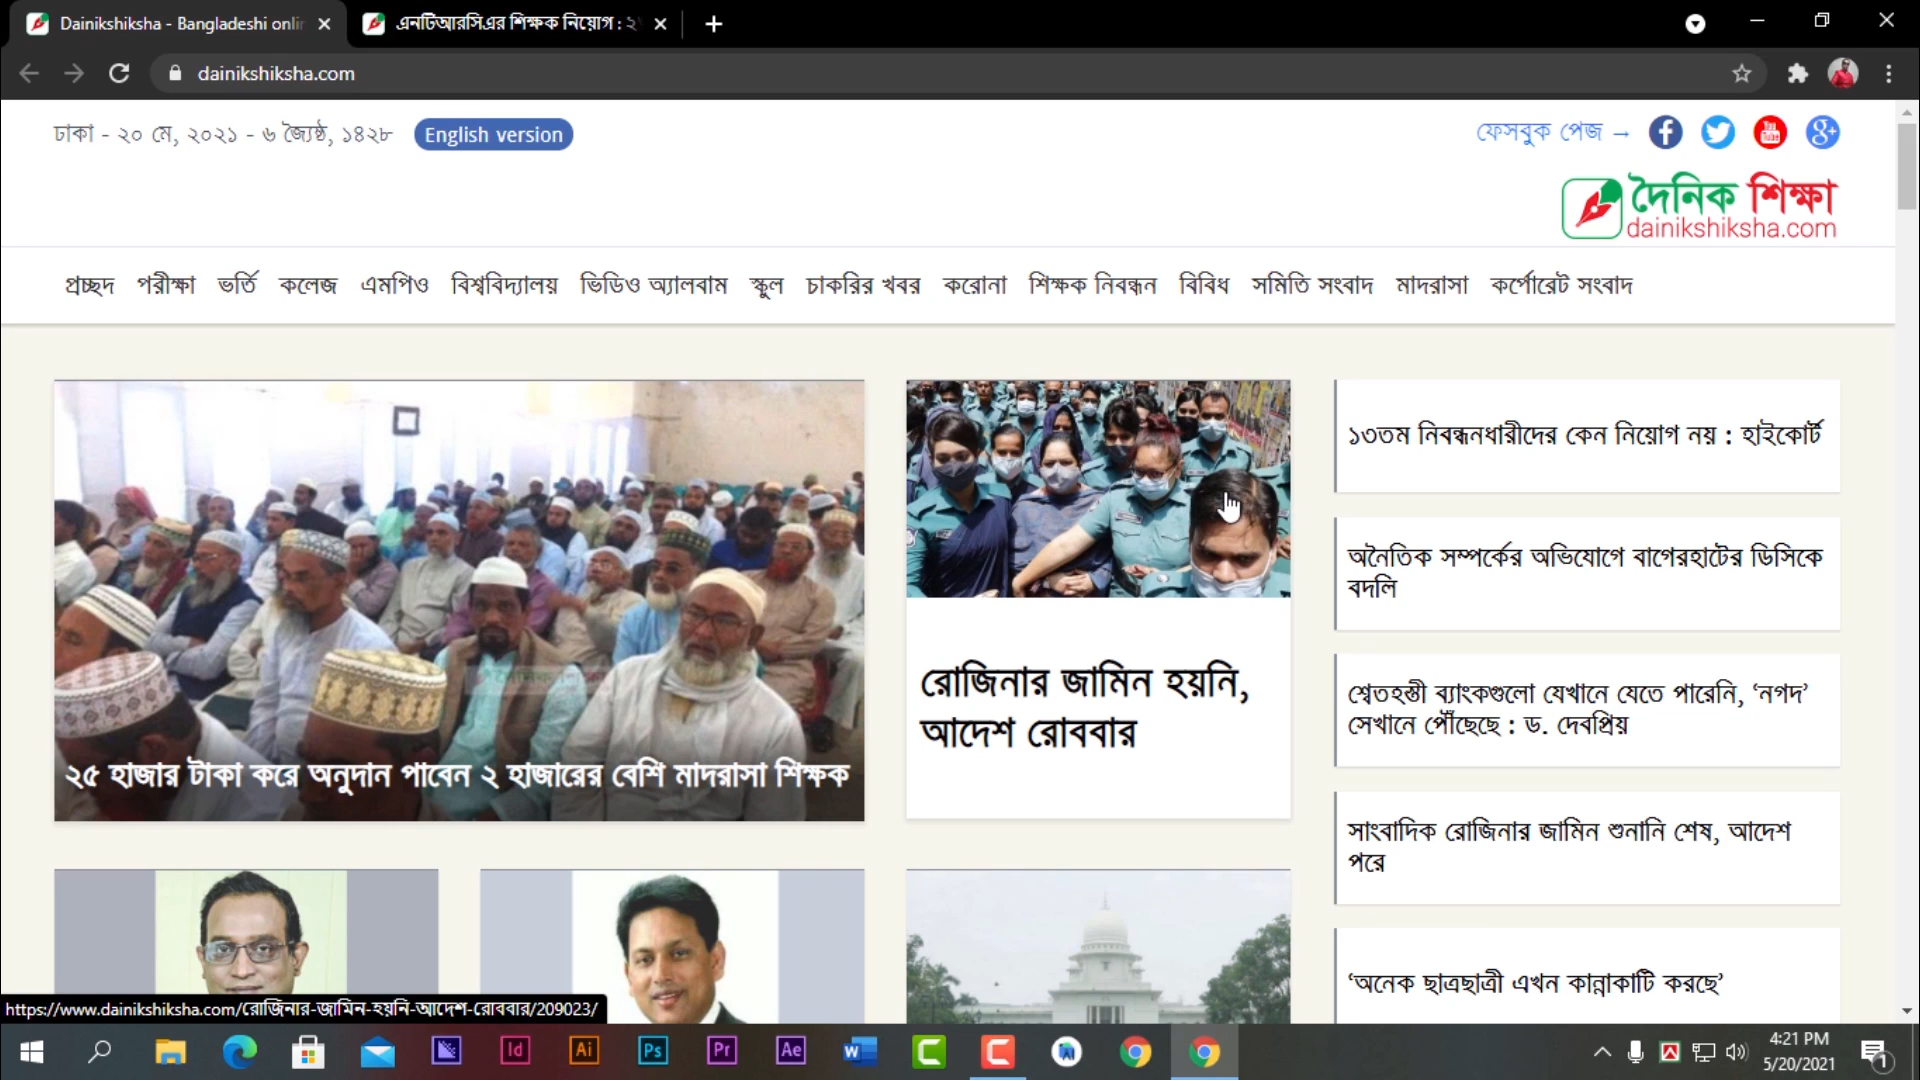 Dainikshiksha - Bangladeshi onlin
এনটিআরসিএর শিক্ষক নিয়োগ : ২
dainikshiksha.com
ঢাকা - ২০ মে, ২০২১ - ৬ জ্যৈষ্ঠ, ১৪২৮
English version
ফেসবুক পেজ →
দৈনিক শিক্ষা
dainikshiksha.com
প্রচ্ছদ পরীক্ষা ভর্তি কলেজ এমপিও বিশ্ববিদ্যালয় ভিডিও অ্যালবাম স্কুল চাকরির খবর করোনা শিক্ষক নিবন্ধন বিবিধ সমিতি সংবাদ মাদরাসা কর্পোরেট সংবাদ
২৫ হাজার টাকা করে অনুদান পাবেন ২ হাজারের বেশি মাদরাসা শিক্ষক
রোজিনার জামিন হয়নি,
আদেশ রোববার
১৩তম নিবন্ধনধারীদের কেন নিয়োগ নয় : হাইকোর্ট
অনৈতিক সম্পর্কের অভিযোগে বাগেরহাটের ডিসিকে
বদলি
শ্বেতহস্তী ব্যাংকগুলো যেখানে যেতে পারেনি, ‘নগদ’
সেখানে পৌঁছেছে : ড. দেবপ্রিয়
সাংবাদিক রোজিনার জামিন শুনানি শেষ, আদেশ
পরে
‘অনেক ছাত্রছাত্রী এখন কান্নাকাটি করছে’
https://www.dainikshiksha.com/রোজিনার-জামিন-হয়নি-আদেশ-রোববার/209023/
4:21 PM
5/20/2021